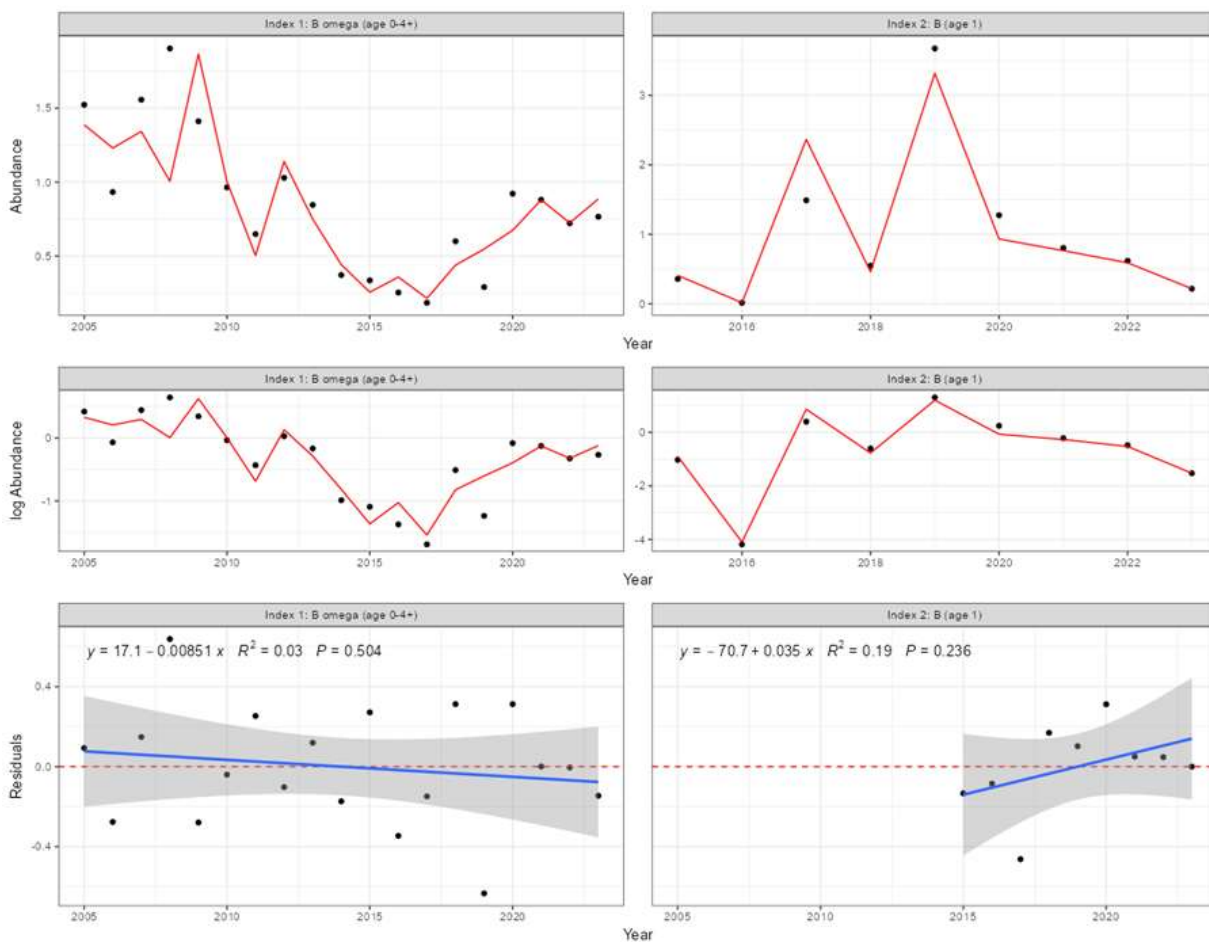 Index 1: B omega (age 0-4+)
Index 2: B (age 1)
Abundance
1.5
1.0
0.5
3
2
1
0
2005
2010
2015
2020
2016
2018
2020
2022
Year
Year
Index 1: B omega (age 0-4+)
Index 2: B (age 1)
log Abundance
0
-1
0
-2
-4
2005
2010
2015
2020
2016
2018
2020
2022
Year
Year
Index 1: B omega (age 0-4+)
Index 2: B (age 1)
y = 17.1 − 0.00851 x R² = 0.03 P = 0.504
y = − 70.7 + 0.035 x R² = 0.19 P = 0.236
Residuals
0.4
0.0
-0.4
2005
2010
2015
2020
2005
2010
2015
2020
Year
Year